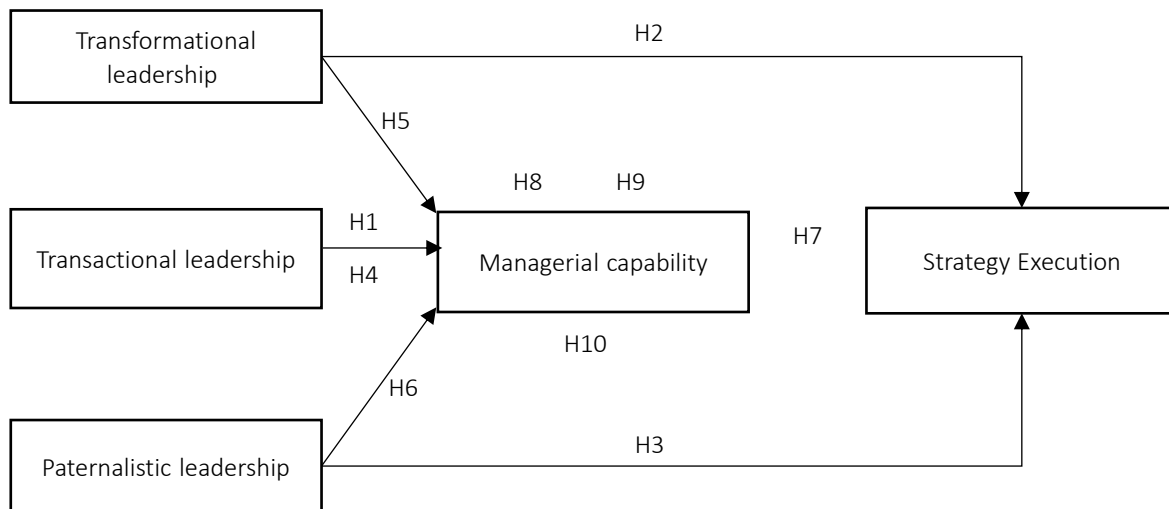 Transformational
leadership
H2
H5
H8
H9
H1
Transactional leadership
Managerial capability
H7
Strategy Execution
H4
H10
H6
H3
Paternalistic leadership